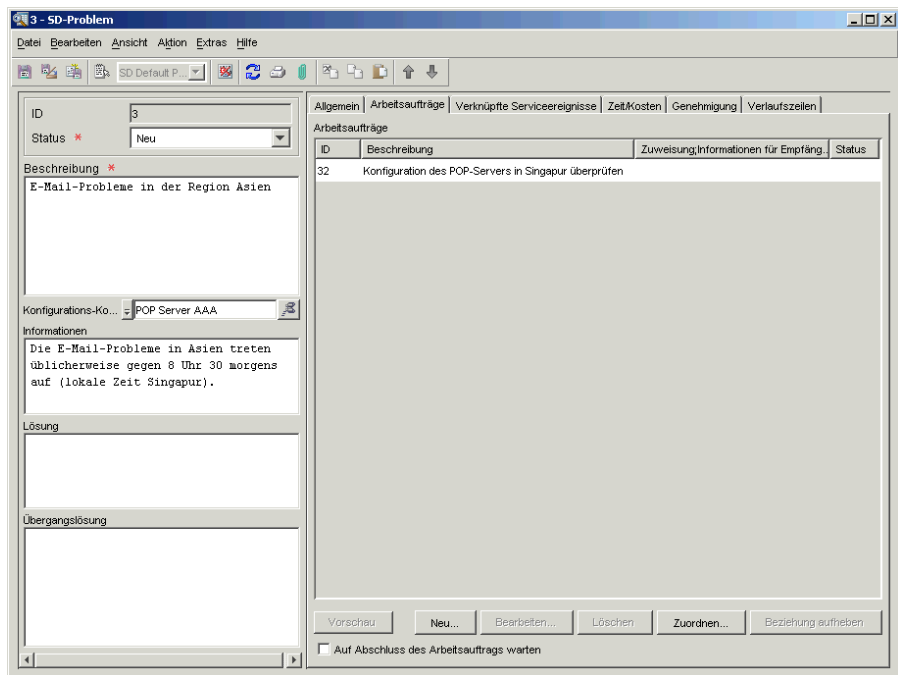 3 - SD-Problem
Datei Bearbeiten Ansicht Aktion Extras Hilfe
SD Default P...
ID 3
Status * Neu
Beschreibung *
E-Mail-Probleme in der Region Asien
Konfigurations-Ko... POP Server AAA
Informationen
Die E-Mail-Probleme in Asien treten
üblicherweise gegen 8 Uhr 30 morgens
auf (lokale Zeit Singapur).
Lösung
Übergangslösung
Allgemein Arbeitsaufträge Verknüpfte Serviceereignisse Zeit/Kosten Genehmigung Verlaufszeilen
Arbeitsaufträge
ID Beschreibung Zuweisung;Informationen für Empfäng... Status
32 Konfiguration des POP-Servers in Singapur überprüfen
Vorschau Neu... Bearbeiten... Löschen Zuordnen... Beziehung aufheben
Auf Abschluss des Arbeitsauftrags warten